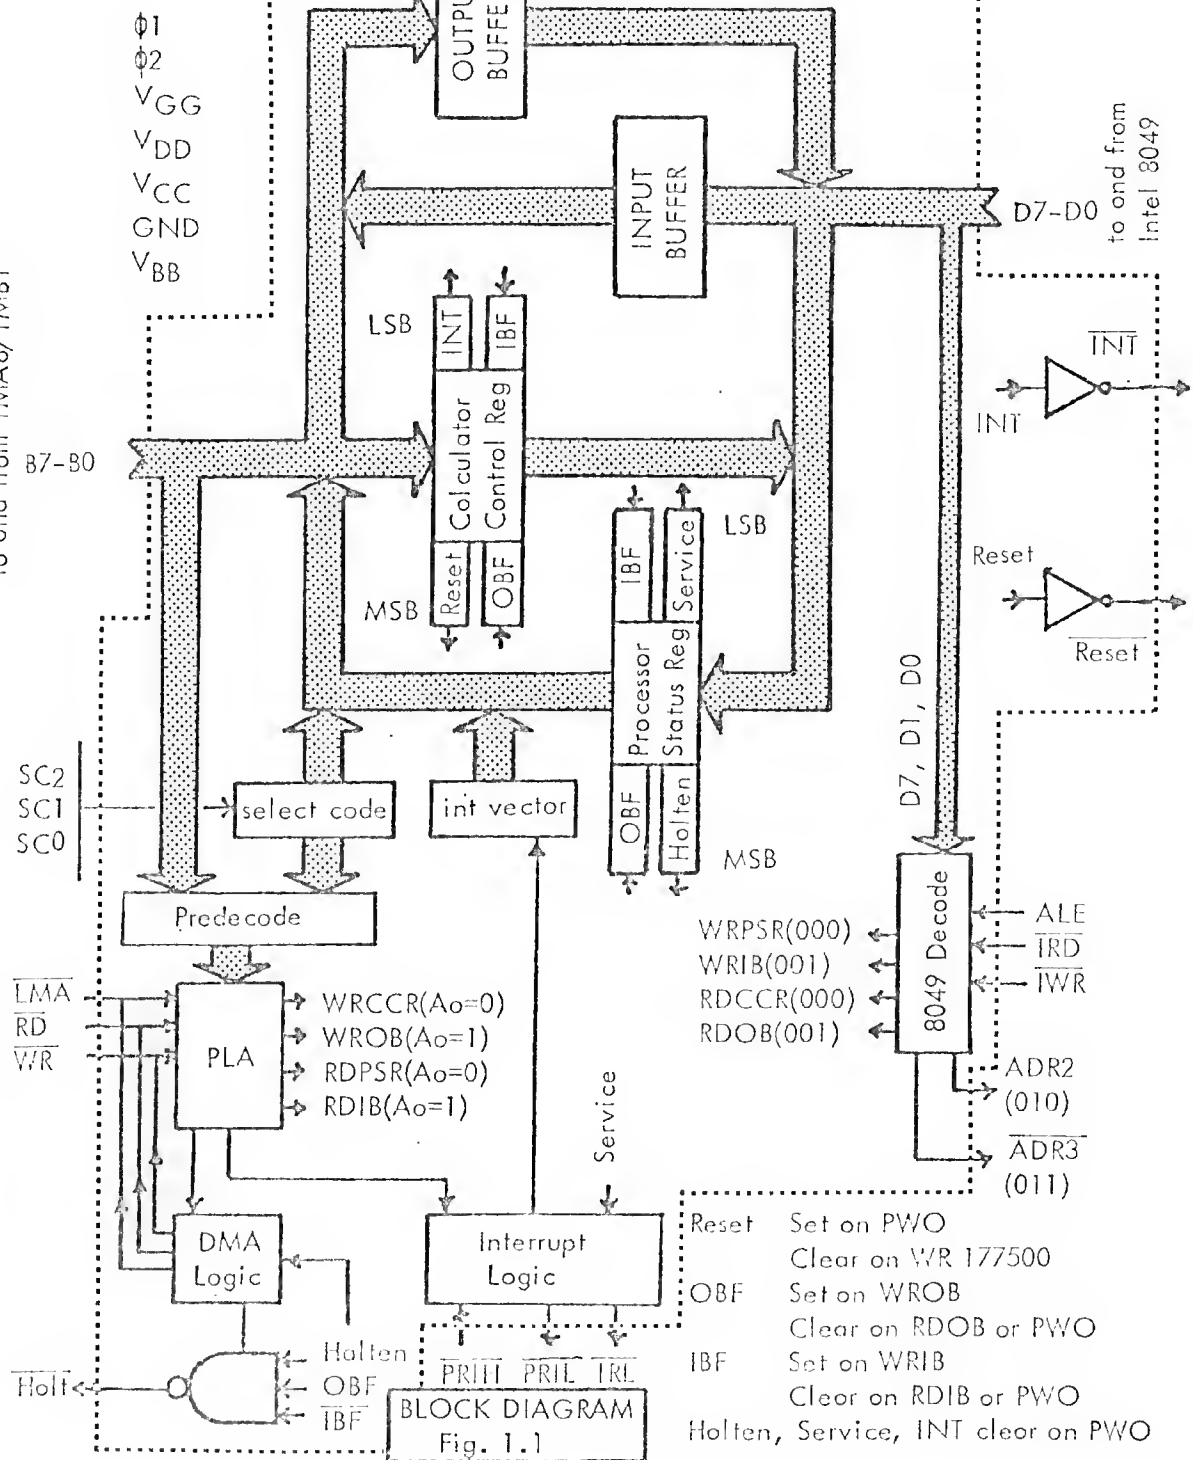 ϕ1
ϕ2
VGG
VDD
VCC
GND
VBB
OUTPU
BUFFE
INPUT
BUFFER
D7-D0
to and from
Intel 8049
LSB
INT
IBF
Calculator
Control Reg
Reset
OBF
MSB
B7-B0
INT
INT
Reset
Reset
IBF
Service
LSB
Processor
Status Reg
OBF
Halten
MSB
D7, D1, D0
SC2
SC1
SC0
select code
int vector
Predecode
8049 Decode
ALE
IRD
IWR
WRPSR(000)
WRIB(001)
RDCCR(000)
RDOB(001)
ADR2
(010)
ADR3
(011)
LMA
RD
WR
PLA
WRCCR(Ao=0)
WROB(Ao=1)
RDPSR(Ao=0)
RDIB(Ao=1)
Service
DMA
Logic
Interrupt
Logic
Halten
OBF
IBF
Halt
PRIH PRIL IRL
Reset Set on PWO
Clear on WR 177500
OBF Set on WROB
Clear on RDOB or PWO
IBF Set on WRIB
Clear on RDIB or PWO
Halten, Service, INT clear on PWO
BLOCK DIAGRAM
Fig. 1.1